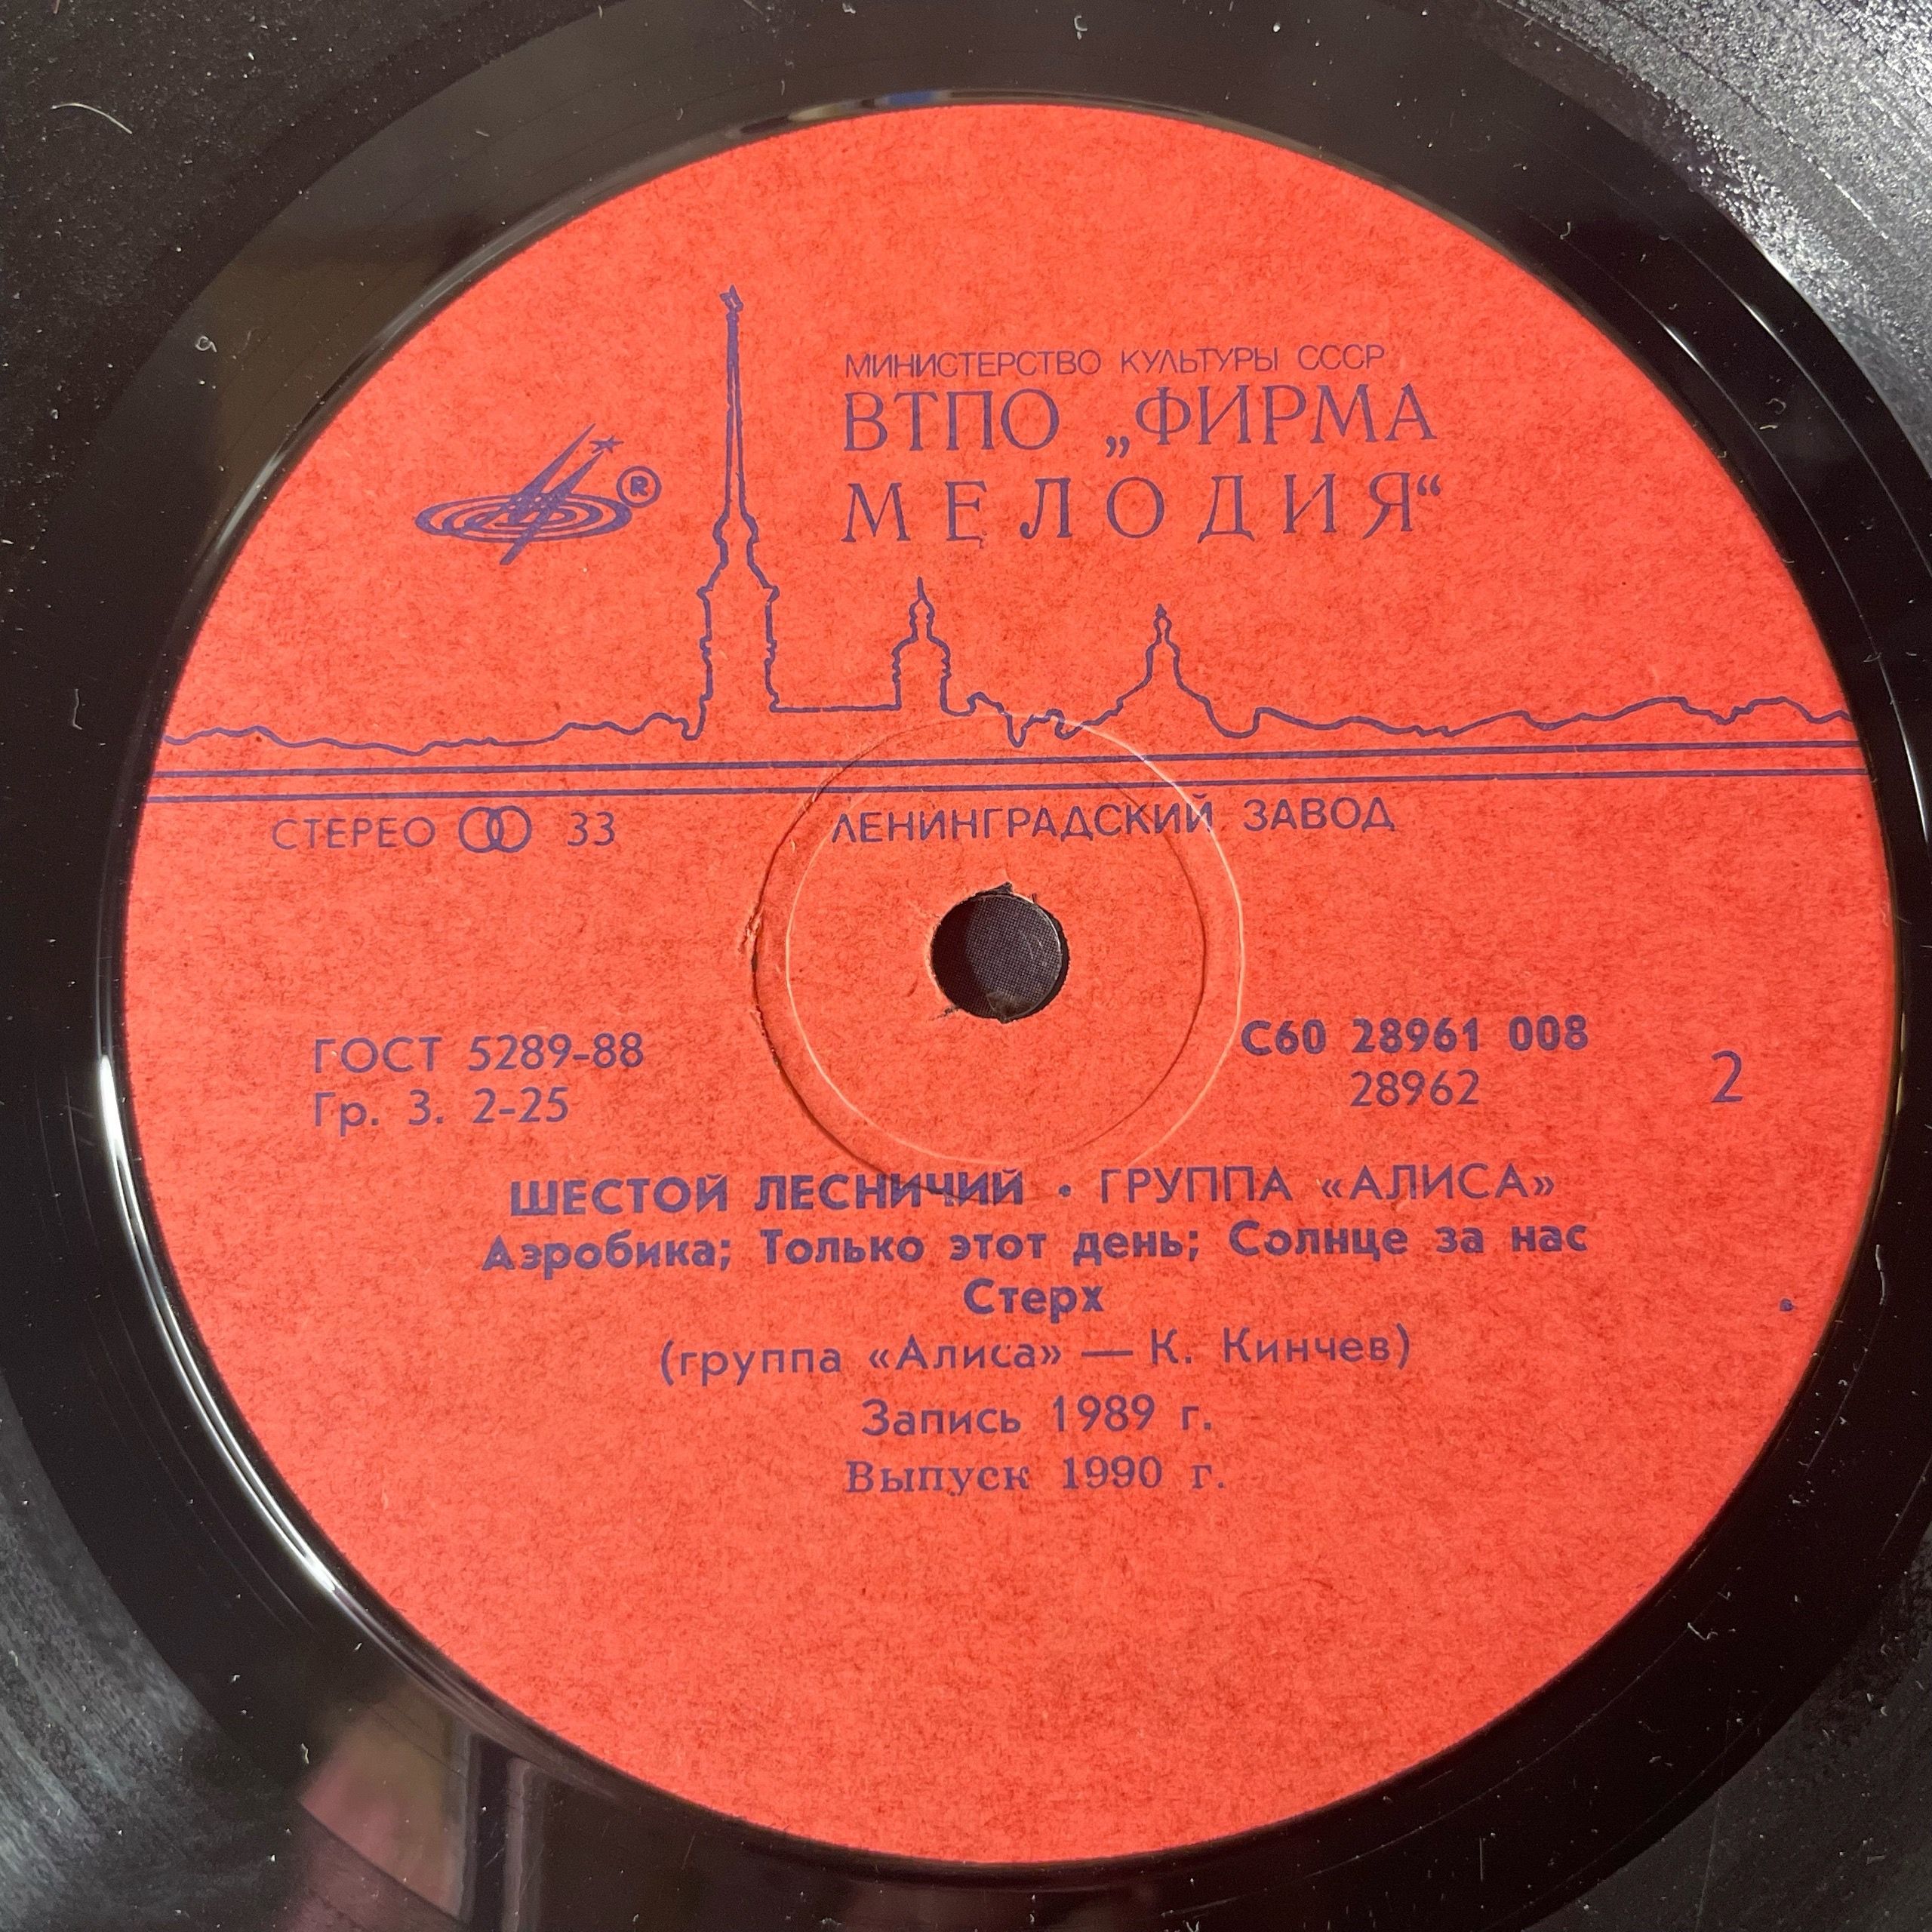 МИНИСТЕРСТВО КУЛЬТУРЫ СССР
ВТПО „ФИРМА
МЕЛОДИЯ“
®
СТЕРЕО 33
ЛЕНИНГРАДСКИЙ ЗАВОД
ГОСТ 5289-88
Гр. 3. 2-25
С60 28961 008
28962
2
ШЕСТОЙ ЛЕСНИЧИЙ • ГРУППА «АЛИСА»
Аэробика; Только этот день; Солнце за нас
Стерх
(группа «Алиса» — К. Кинчев)
Запись 1989 г.
Выпуск 1990 г.